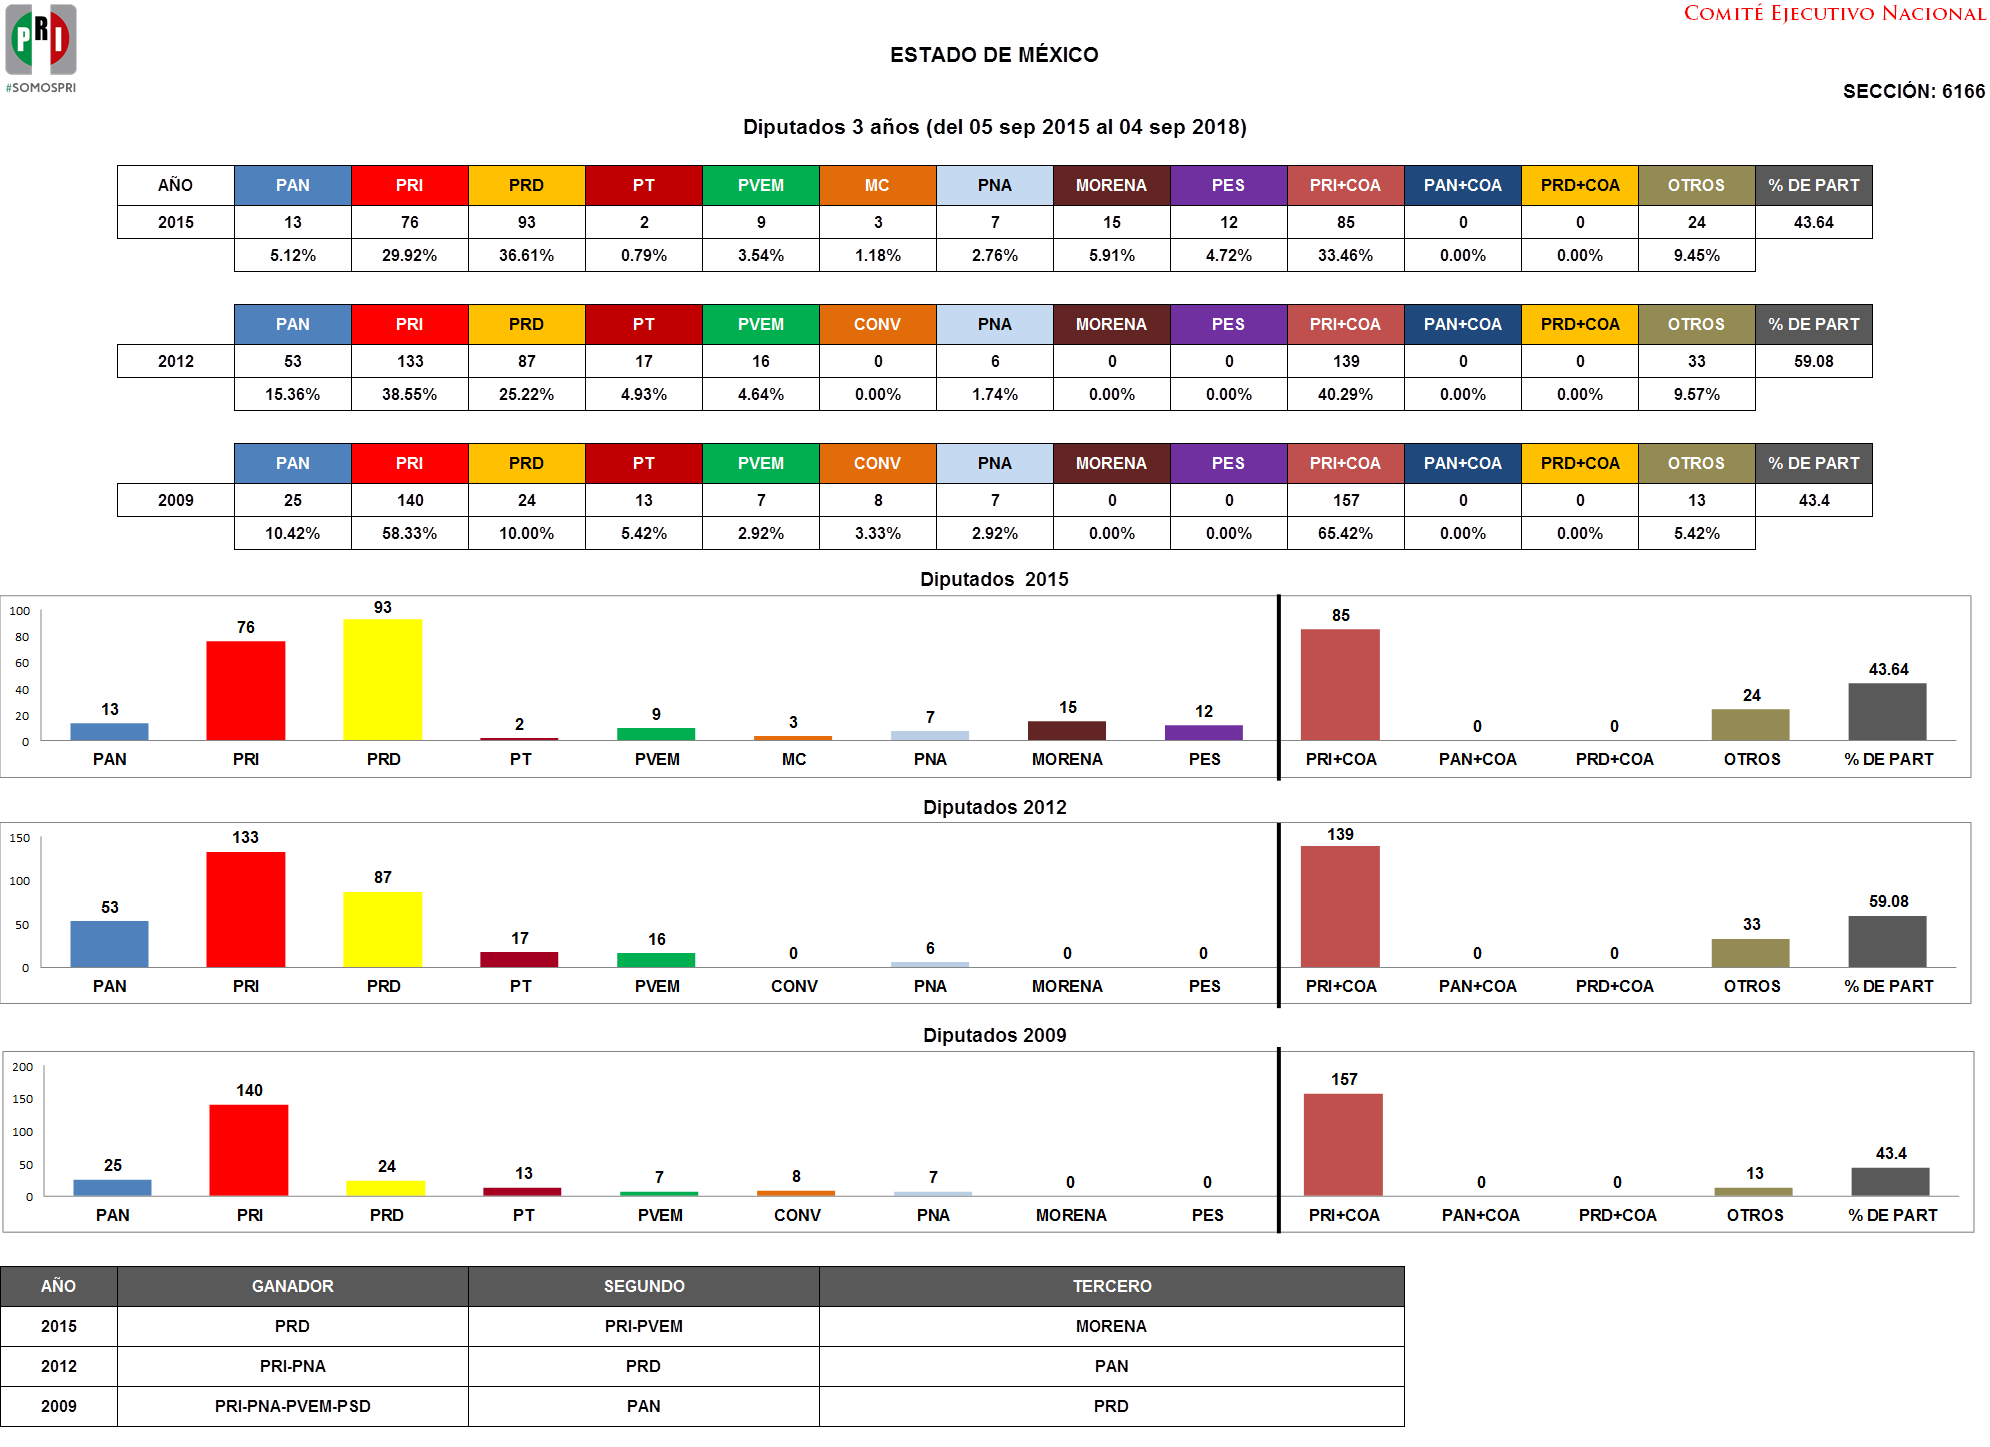 PRI
#SOMOSPRI
COMITÉ EJECUTIVO NACIONAL
ESTADO DE MÉXICO
SECCIÓN: 6166
Diputados 3 años (del 05 sep 2015 al 04 sep 2018)
AÑO PAN PRI PRD PT PVEM MC PNA MORENA PES PRI+COA PAN+COA PRD+COA OTROS % DE PART
2015 13 76 93 2 9 3 7 15 12 85 0 0 24 43.64
5.12% 29.92% 36.61% 0.79% 3.54% 1.18% 2.76% 5.91% 4.72% 33.46% 0.00% 0.00% 9.45%
PAN PRI PRD PT PVEM CONV PNA MORENA PES PRI+COA PAN+COA PRD+COA OTROS % DE PART
2012 53 133 87 17 16 0 6 0 0 139 0 0 33 59.08
15.36% 38.55% 25.22% 4.93% 4.64% 0.00% 1.74% 0.00% 0.00% 40.29% 0.00% 0.00% 9.57%
PAN PRI PRD PT PVEM CONV PNA MORENA PES PRI+COA PAN+COA PRD+COA OTROS % DE PART
2009 25 140 24 13 7 8 7 0 0 157 0 0 13 43.4
10.42% 58.33% 10.00% 5.42% 2.92% 3.33% 2.92% 0.00% 0.00% 65.42% 0.00% 0.00% 5.42%
Diputados 2015
100
80
60
40
20
0
13 76 93 2 9 3 7 15 12 85 0 0 24 43.64
PAN PRI PRD PT PVEM MC PNA MORENA PES PRI+COA PAN+COA PRD+COA OTROS % DE PART
Diputados 2012
150
100
50
0
53 133 87 17 16 0 6 0 0 139 0 0 33 59.08
PAN PRI PRD PT PVEM CONV PNA MORENA PES PRI+COA PAN+COA PRD+COA OTROS % DE PART
Diputados 2009
200
150
100
50
0
25 140 24 13 7 8 7 0 0 157 0 0 13 43.4
PAN PRI PRD PT PVEM CONV PNA MORENA PES PRI+COA PAN+COA PRD+COA OTROS % DE PART
AÑO GANADOR SEGUNDO TERCERO
2015 PRD PRI-PVEM MORENA
2012 PRI-PNA PRD PAN
2009 PRI-PNA-PVEM-PSD PAN PRD